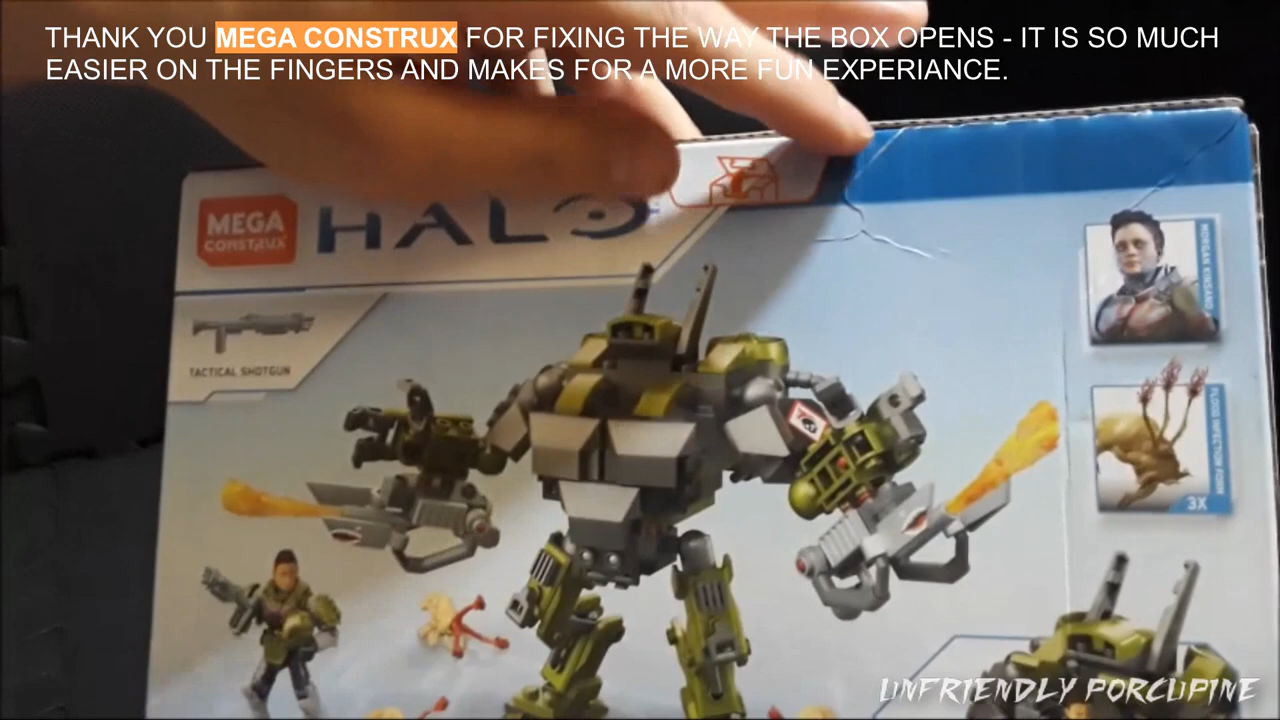 THANK YOU MEGA CONSTRUX FOR FIXING THE WAY THE BOX OPENS - IT IS SO MUCH
EASIER ON THE FINGERS AND MAKES FOR A MORE FUN EXPERIANCE.
MEGA
CONSTRUX
HALO
TACTICAL SHOTGUN
MORGAN KINSANO
FLOOD INFECTION FORM
3X
UNFRIENDLY PORCUPINE